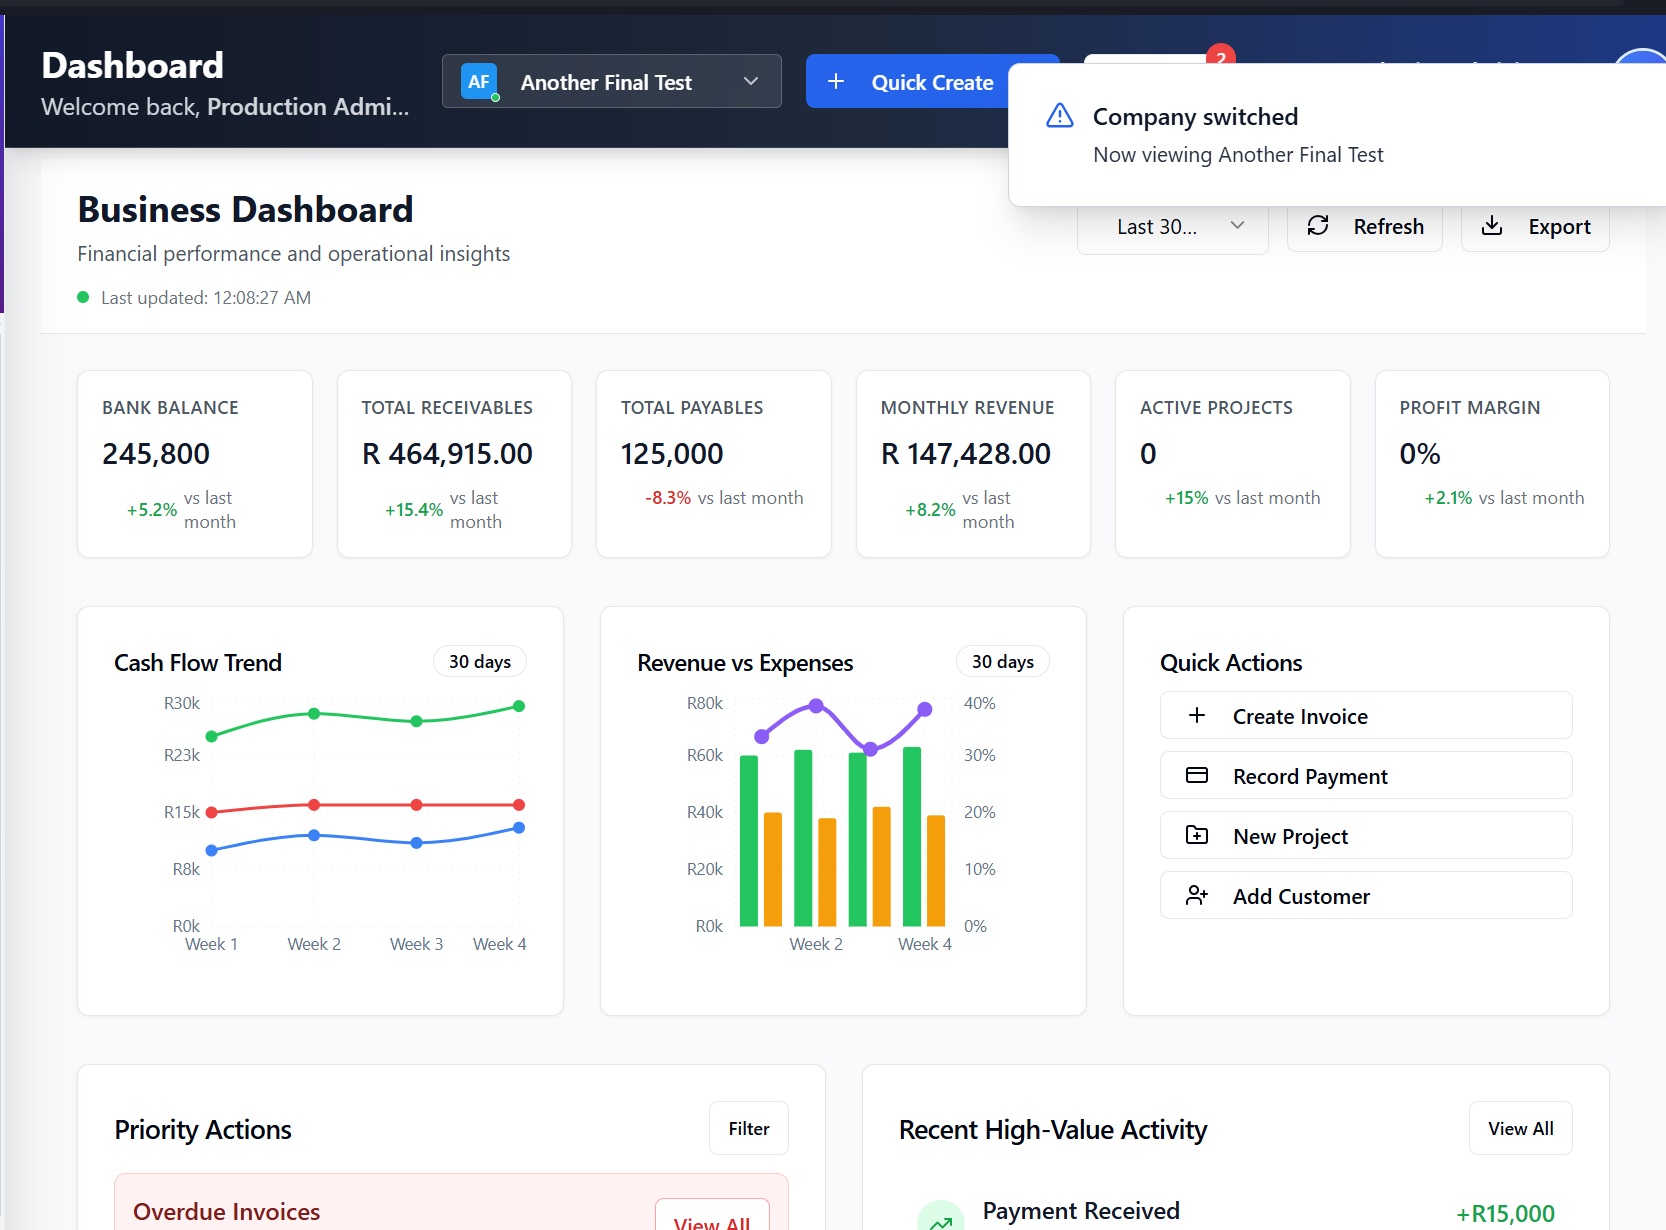 Dashboard
Welcome back, Production Admi...
AF
Another Final Test
Quick Create
2
Company switched
Now viewing Another Final Test
Business Dashboard
Financial performance and operational insights
Last updated: 12:08:27 AM
Last 30...
Refresh
Export
BANK BALANCE
245,800
+5.2% vs last month
TOTAL RECEIVABLES
R 464,915.00
+15.4% vs last month
TOTAL PAYABLES
125,000
-8.3% vs last month
MONTHLY REVENUE
R 147,428.00
+8.2% vs last month
ACTIVE PROJECTS
0
+15% vs last month
PROFIT MARGIN
0%
+2.1% vs last month
Cash Flow Trend
30 days
R30k
R23k
R15k
R8k
R0k
Week 1
Week 2
Week 3
Week 4
Revenue vs Expenses
30 days
R80k
R60k
R40k
R20k
R0k
40%
30%
20%
10%
0%
Week 2
Week 4
Quick Actions
Create Invoice
Record Payment
New Project
Add Customer
Priority Actions
Filter
Overdue Invoices
View All
Recent High-Value Activity
View All
Payment Received
+R15,000